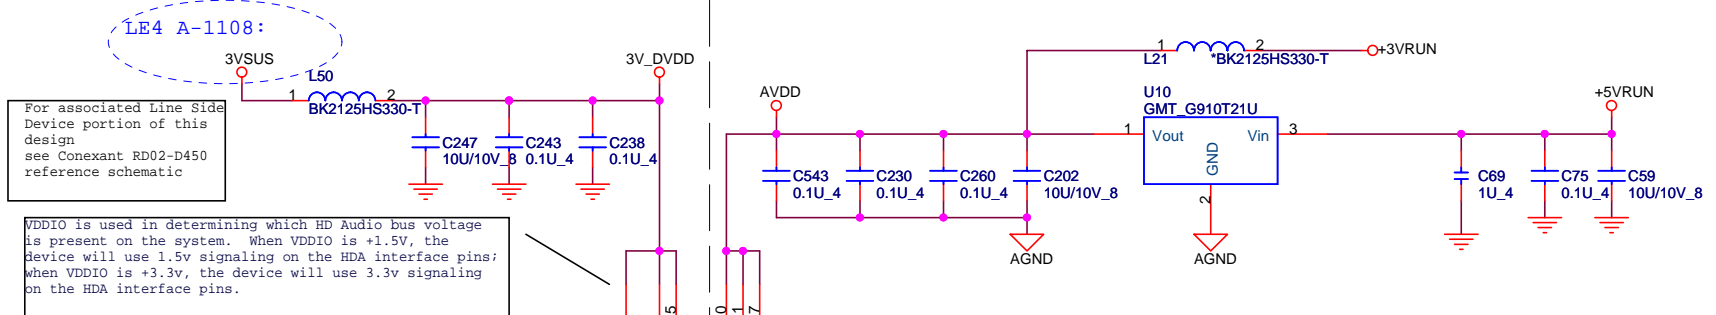 LE4 A-1108:
3VSUS
3V_DVDD
L50
1
2
BK2125HS330-T
C247
10U/10V_8
C243
0.1U_4
C238
0.1U_4
For associated Line Side
Device portion of this
design
see Conexant RD02-D450
reference schematic
VDDIO is used in determining which HD Audio bus voltage
is present on the system. When VDDIO is +1.5V, the
device will use 1.5v signaling on the HDA interface pins;
when VDDIO is +3.3v, the device will use 3.3v signaling
on the HDA interface pins.
5
0
1
7
AVDD
1
2
L21
*BK2125HS330-T
+3VRUN
U10
GMT_G910T21U
1
Vout
Vin
3
GND
2
+5VRUN
C543
0.1U_4
C230
0.1U_4
C260
0.1U_4
C202
10U/10V_8
AGND
AGND
C69
1U_4
C75
0.1U_4
C59
10U/10V_8